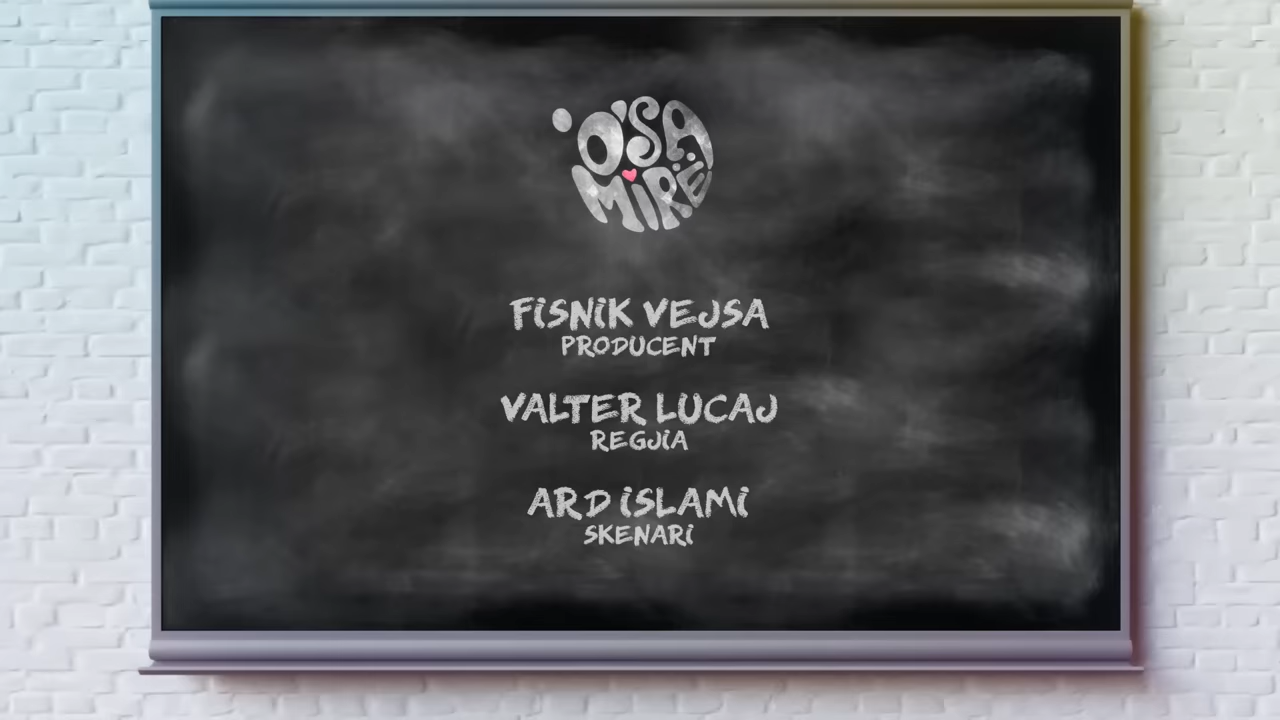 O'SA
MIRË
FISNIK VEJSA
PRODUCENT
VALTER LUCAJ
REGJIA
ARD ISLAMI
SKENARI